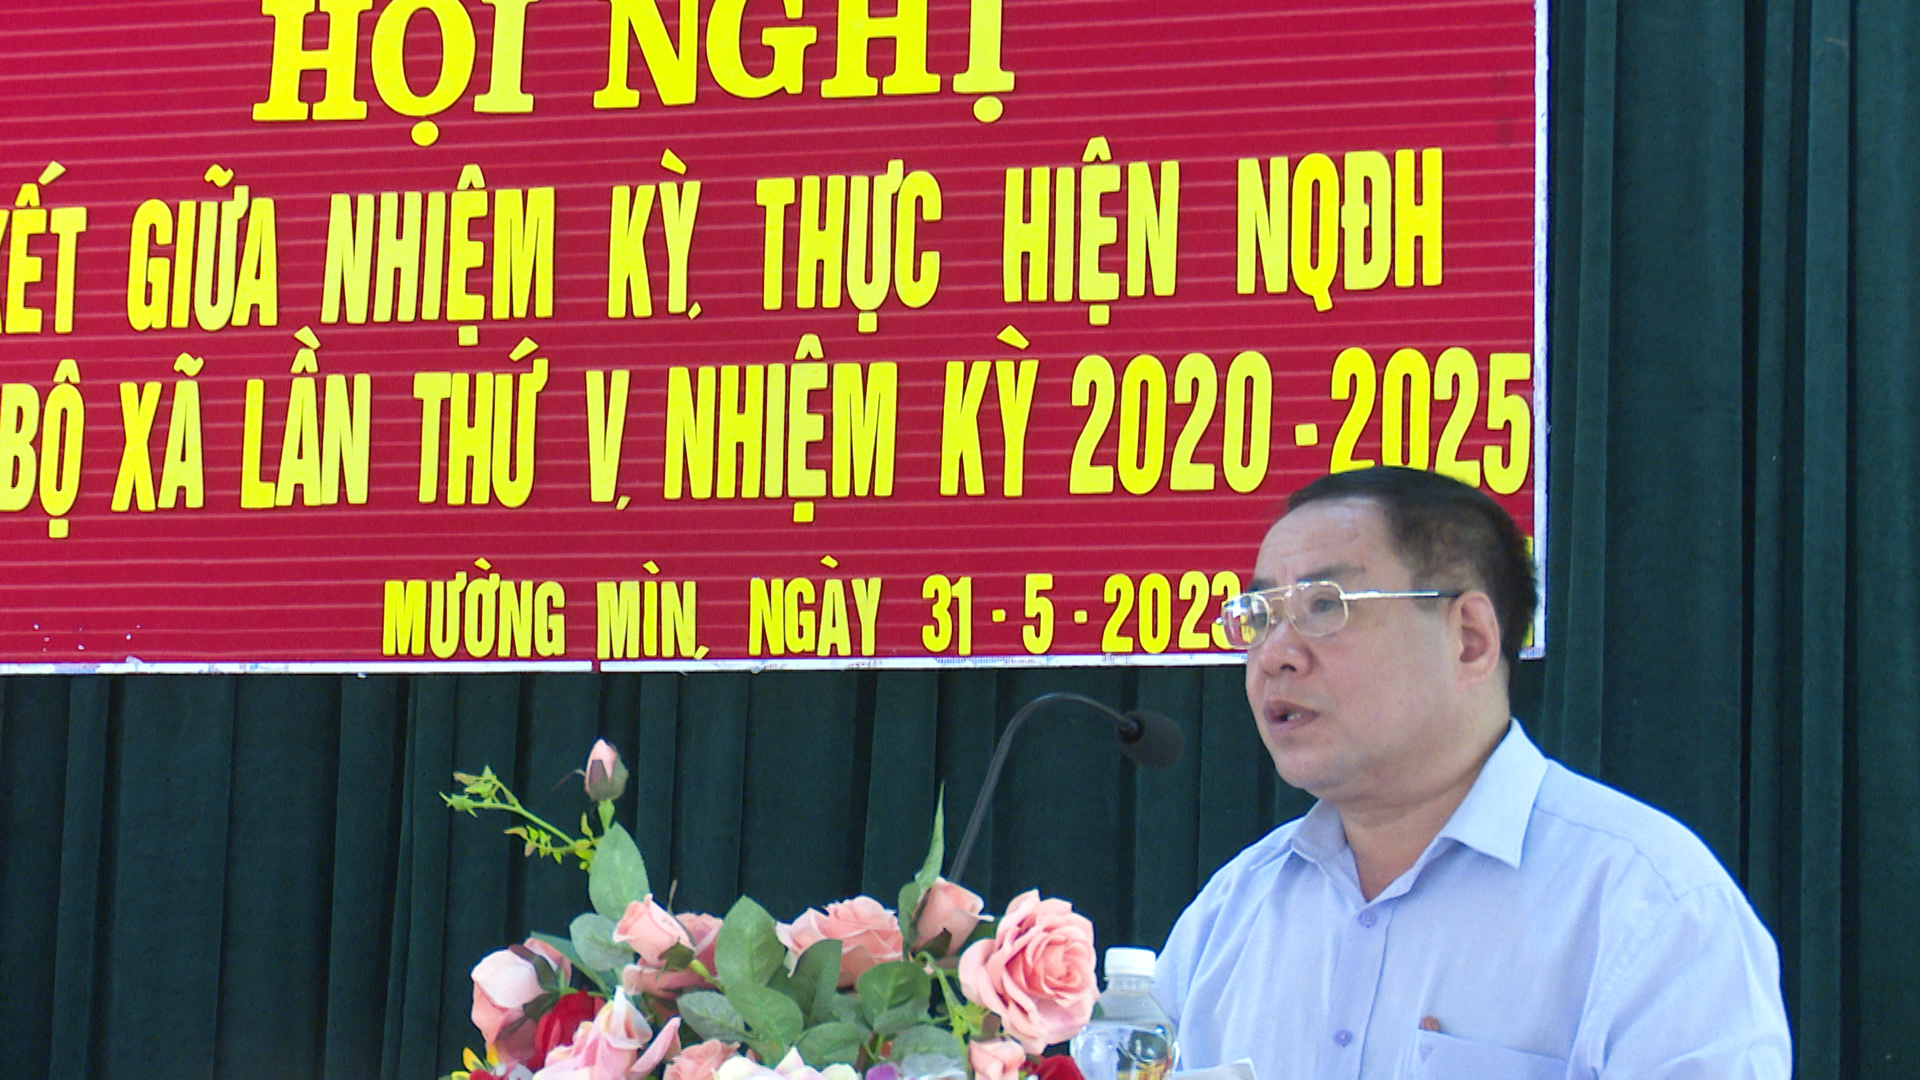 HỘI NGHỊ
KẾT GIỮA NHIỆM KỲ, THỰC HIỆN NQĐH
BỘ XÃ LẦN THỨ V, NHIỆM KỲ 2020 - 2025
MƯỜNG MÌN, NGÀY 31 - 5 - 2023